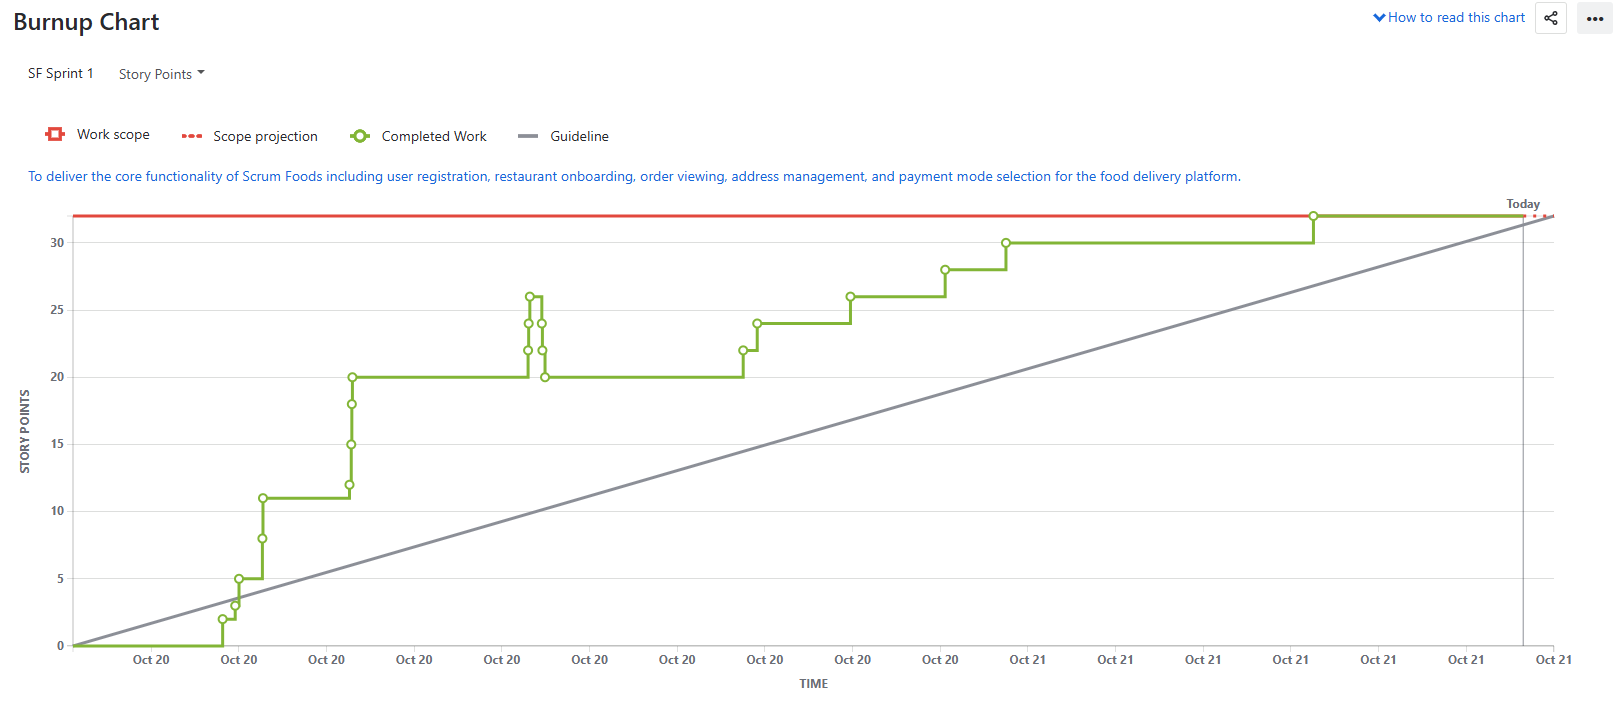 Burnup Chart
How to read this chart
SF Sprint 1 Story Points
Work scope Scope projection Completed Work Guideline
To deliver the core functionality of Scrum Foods including user registration, restaurant onboarding, order viewing, address management, and payment mode selection for the food delivery platform.
Today
30
25
20
15
10
5
0
STORY POINTS
Oct 20 Oct 20 Oct 20 Oct 20 Oct 20 Oct 20 Oct 20 Oct 20 Oct 20 Oct 20 Oct 21 Oct 21 Oct 21 Oct 21 Oct 21 Oct 21 Oct 21
TIME